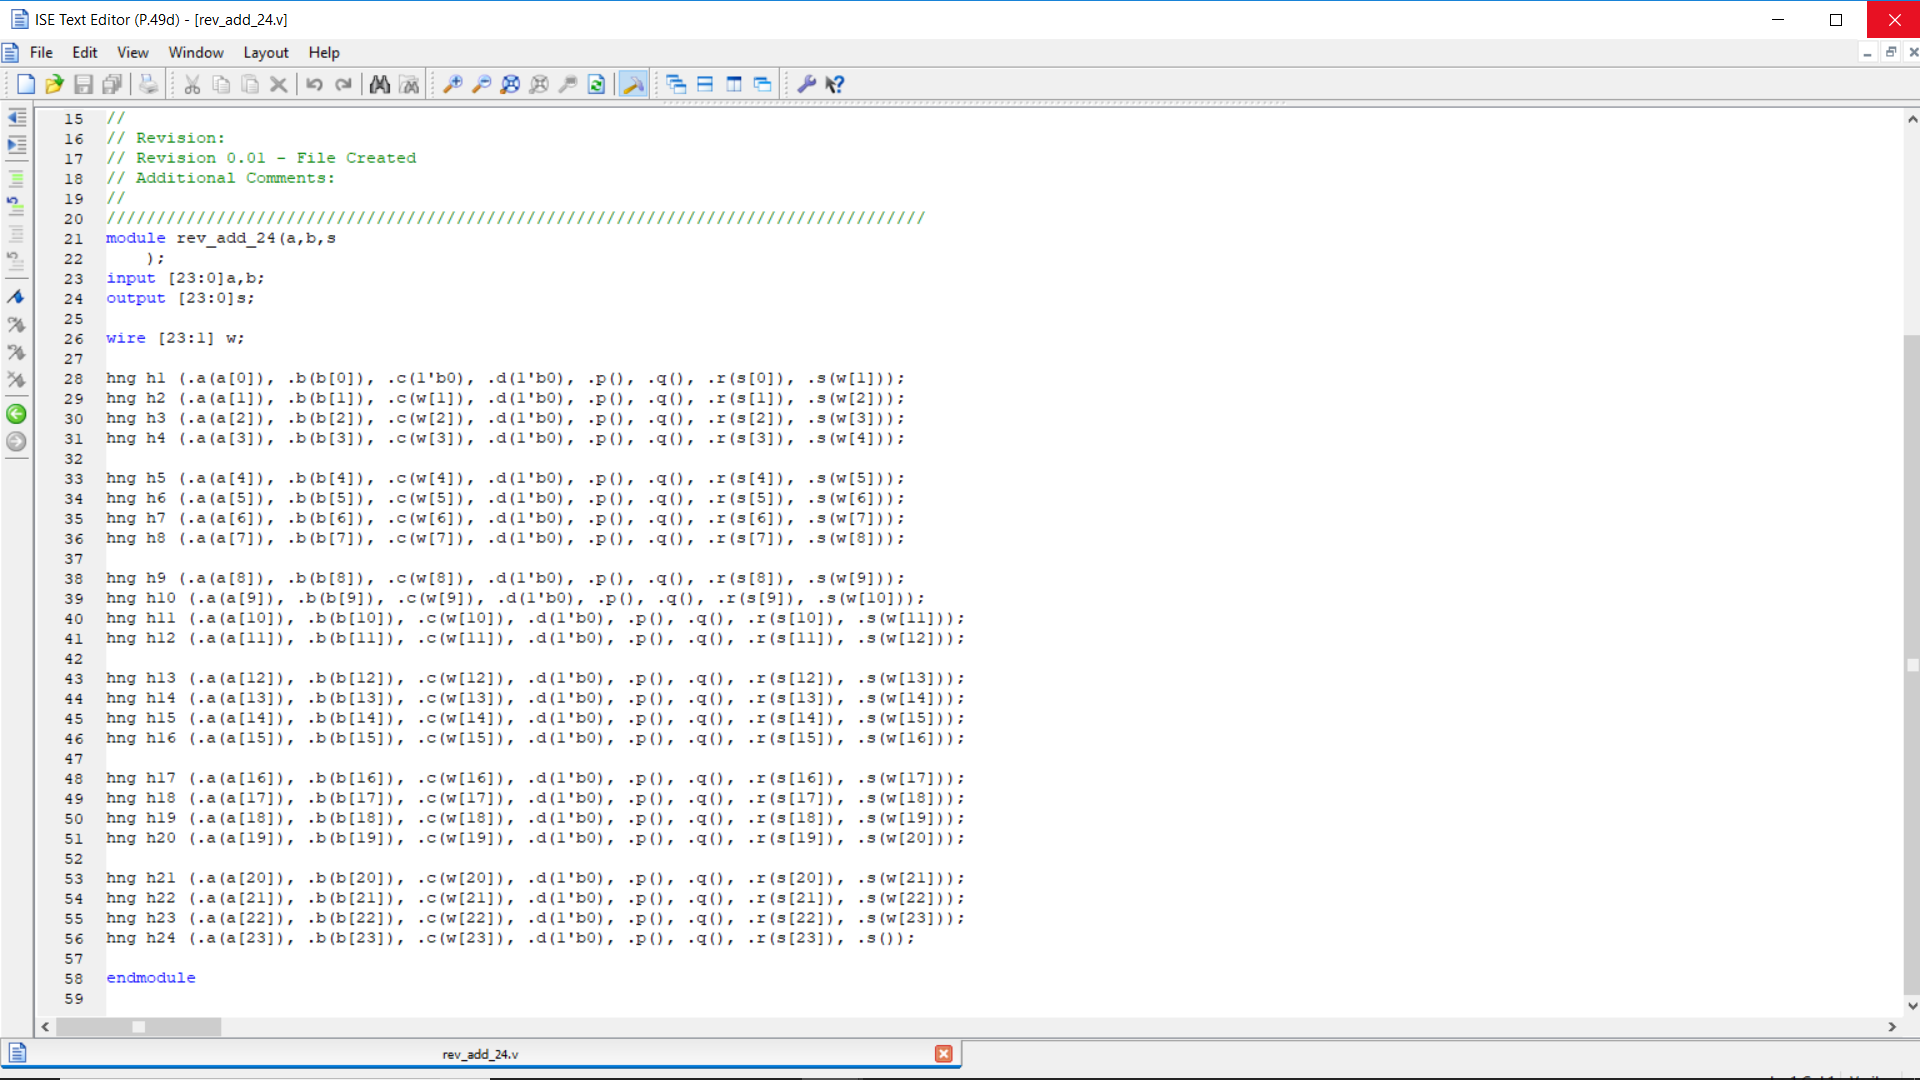 ISE Text Editor (P.49d) - [rev_add_24.v]
File Edit View Window Layout Help
15 //
16 // Revision:
17 // Revision 0.01 - File Created
18 // Additional Comments:
19 //
20 //////////////////////////////////////////////////////////////////////////////////
21 module rev_add_24(a,b,s
22     );
23 input [23:0]a,b;
24 output [23:0]s;
25
26 wire [23:1] w;
27
28 hng h1 (.a(a[0]), .b(b[0]), .c(1'b0), .d(1'b0), .p(), .q(), .r(s[0]), .s(w[1]));
29 hng h2 (.a(a[1]), .b(b[1]), .c(w[1]), .d(1'b0), .p(), .q(), .r(s[1]), .s(w[2]));
30 hng h3 (.a(a[2]), .b(b[2]), .c(w[2]), .d(1'b0), .p(), .q(), .r(s[2]), .s(w[3]));
31 hng h4 (.a(a[3]), .b(b[3]), .c(w[3]), .d(1'b0), .p(), .q(), .r(s[3]), .s(w[4]));
32
33 hng h5 (.a(a[4]), .b(b[4]), .c(w[4]), .d(1'b0), .p(), .q(), .r(s[4]), .s(w[5]));
34 hng h6 (.a(a[5]), .b(b[5]), .c(w[5]), .d(1'b0), .p(), .q(), .r(s[5]), .s(w[6]));
35 hng h7 (.a(a[6]), .b(b[6]), .c(w[6]), .d(1'b0), .p(), .q(), .r(s[6]), .s(w[7]));
36 hng h8 (.a(a[7]), .b(b[7]), .c(w[7]), .d(1'b0), .p(), .q(), .r(s[7]), .s(w[8]));
37
38 hng h9 (.a(a[8]), .b(b[8]), .c(w[8]), .d(1'b0), .p(), .q(), .r(s[8]), .s(w[9]));
39 hng h10 (.a(a[9]), .b(b[9]), .c(w[9]), .d(1'b0), .p(), .q(), .r(s[9]), .s(w[10]));
40 hng h11 (.a(a[10]), .b(b[10]), .c(w[10]), .d(1'b0), .p(), .q(), .r(s[10]), .s(w[11]));
41 hng h12 (.a(a[11]), .b(b[11]), .c(w[11]), .d(1'b0), .p(), .q(), .r(s[11]), .s(w[12]));
42
43 hng h13 (.a(a[12]), .b(b[12]), .c(w[12]), .d(1'b0), .p(), .q(), .r(s[12]), .s(w[13]));
44 hng h14 (.a(a[13]), .b(b[13]), .c(w[13]), .d(1'b0), .p(), .q(), .r(s[13]), .s(w[14]));
45 hng h15 (.a(a[14]), .b(b[14]), .c(w[14]), .d(1'b0), .p(), .q(), .r(s[14]), .s(w[15]));
46 hng h16 (.a(a[15]), .b(b[15]), .c(w[15]), .d(1'b0), .p(), .q(), .r(s[15]), .s(w[16]));
47
48 hng h17 (.a(a[16]), .b(b[16]), .c(w[16]), .d(1'b0), .p(), .q(), .r(s[16]), .s(w[17]));
49 hng h18 (.a(a[17]), .b(b[17]), .c(w[17]), .d(1'b0), .p(), .q(), .r(s[17]), .s(w[18]));
50 hng h19 (.a(a[18]), .b(b[18]), .c(w[18]), .d(1'b0), .p(), .q(), .r(s[18]), .s(w[19]));
51 hng h20 (.a(a[19]), .b(b[19]), .c(w[19]), .d(1'b0), .p(), .q(), .r(s[19]), .s(w[20]));
52
53 hng h21 (.a(a[20]), .b(b[20]), .c(w[20]), .d(1'b0), .p(), .q(), .r(s[20]), .s(w[21]));
54 hng h22 (.a(a[21]), .b(b[21]), .c(w[21]), .d(1'b0), .p(), .q(), .r(s[21]), .s(w[22]));
55 hng h23 (.a(a[22]), .b(b[22]), .c(w[22]), .d(1'b0), .p(), .q(), .r(s[22]), .s(w[23]));
56 hng h24 (.a(a[23]), .b(b[23]), .c(w[23]), .d(1'b0), .p(), .q(), .r(s[23]), .s());
57
58 endmodule
59
rev_add_24.v